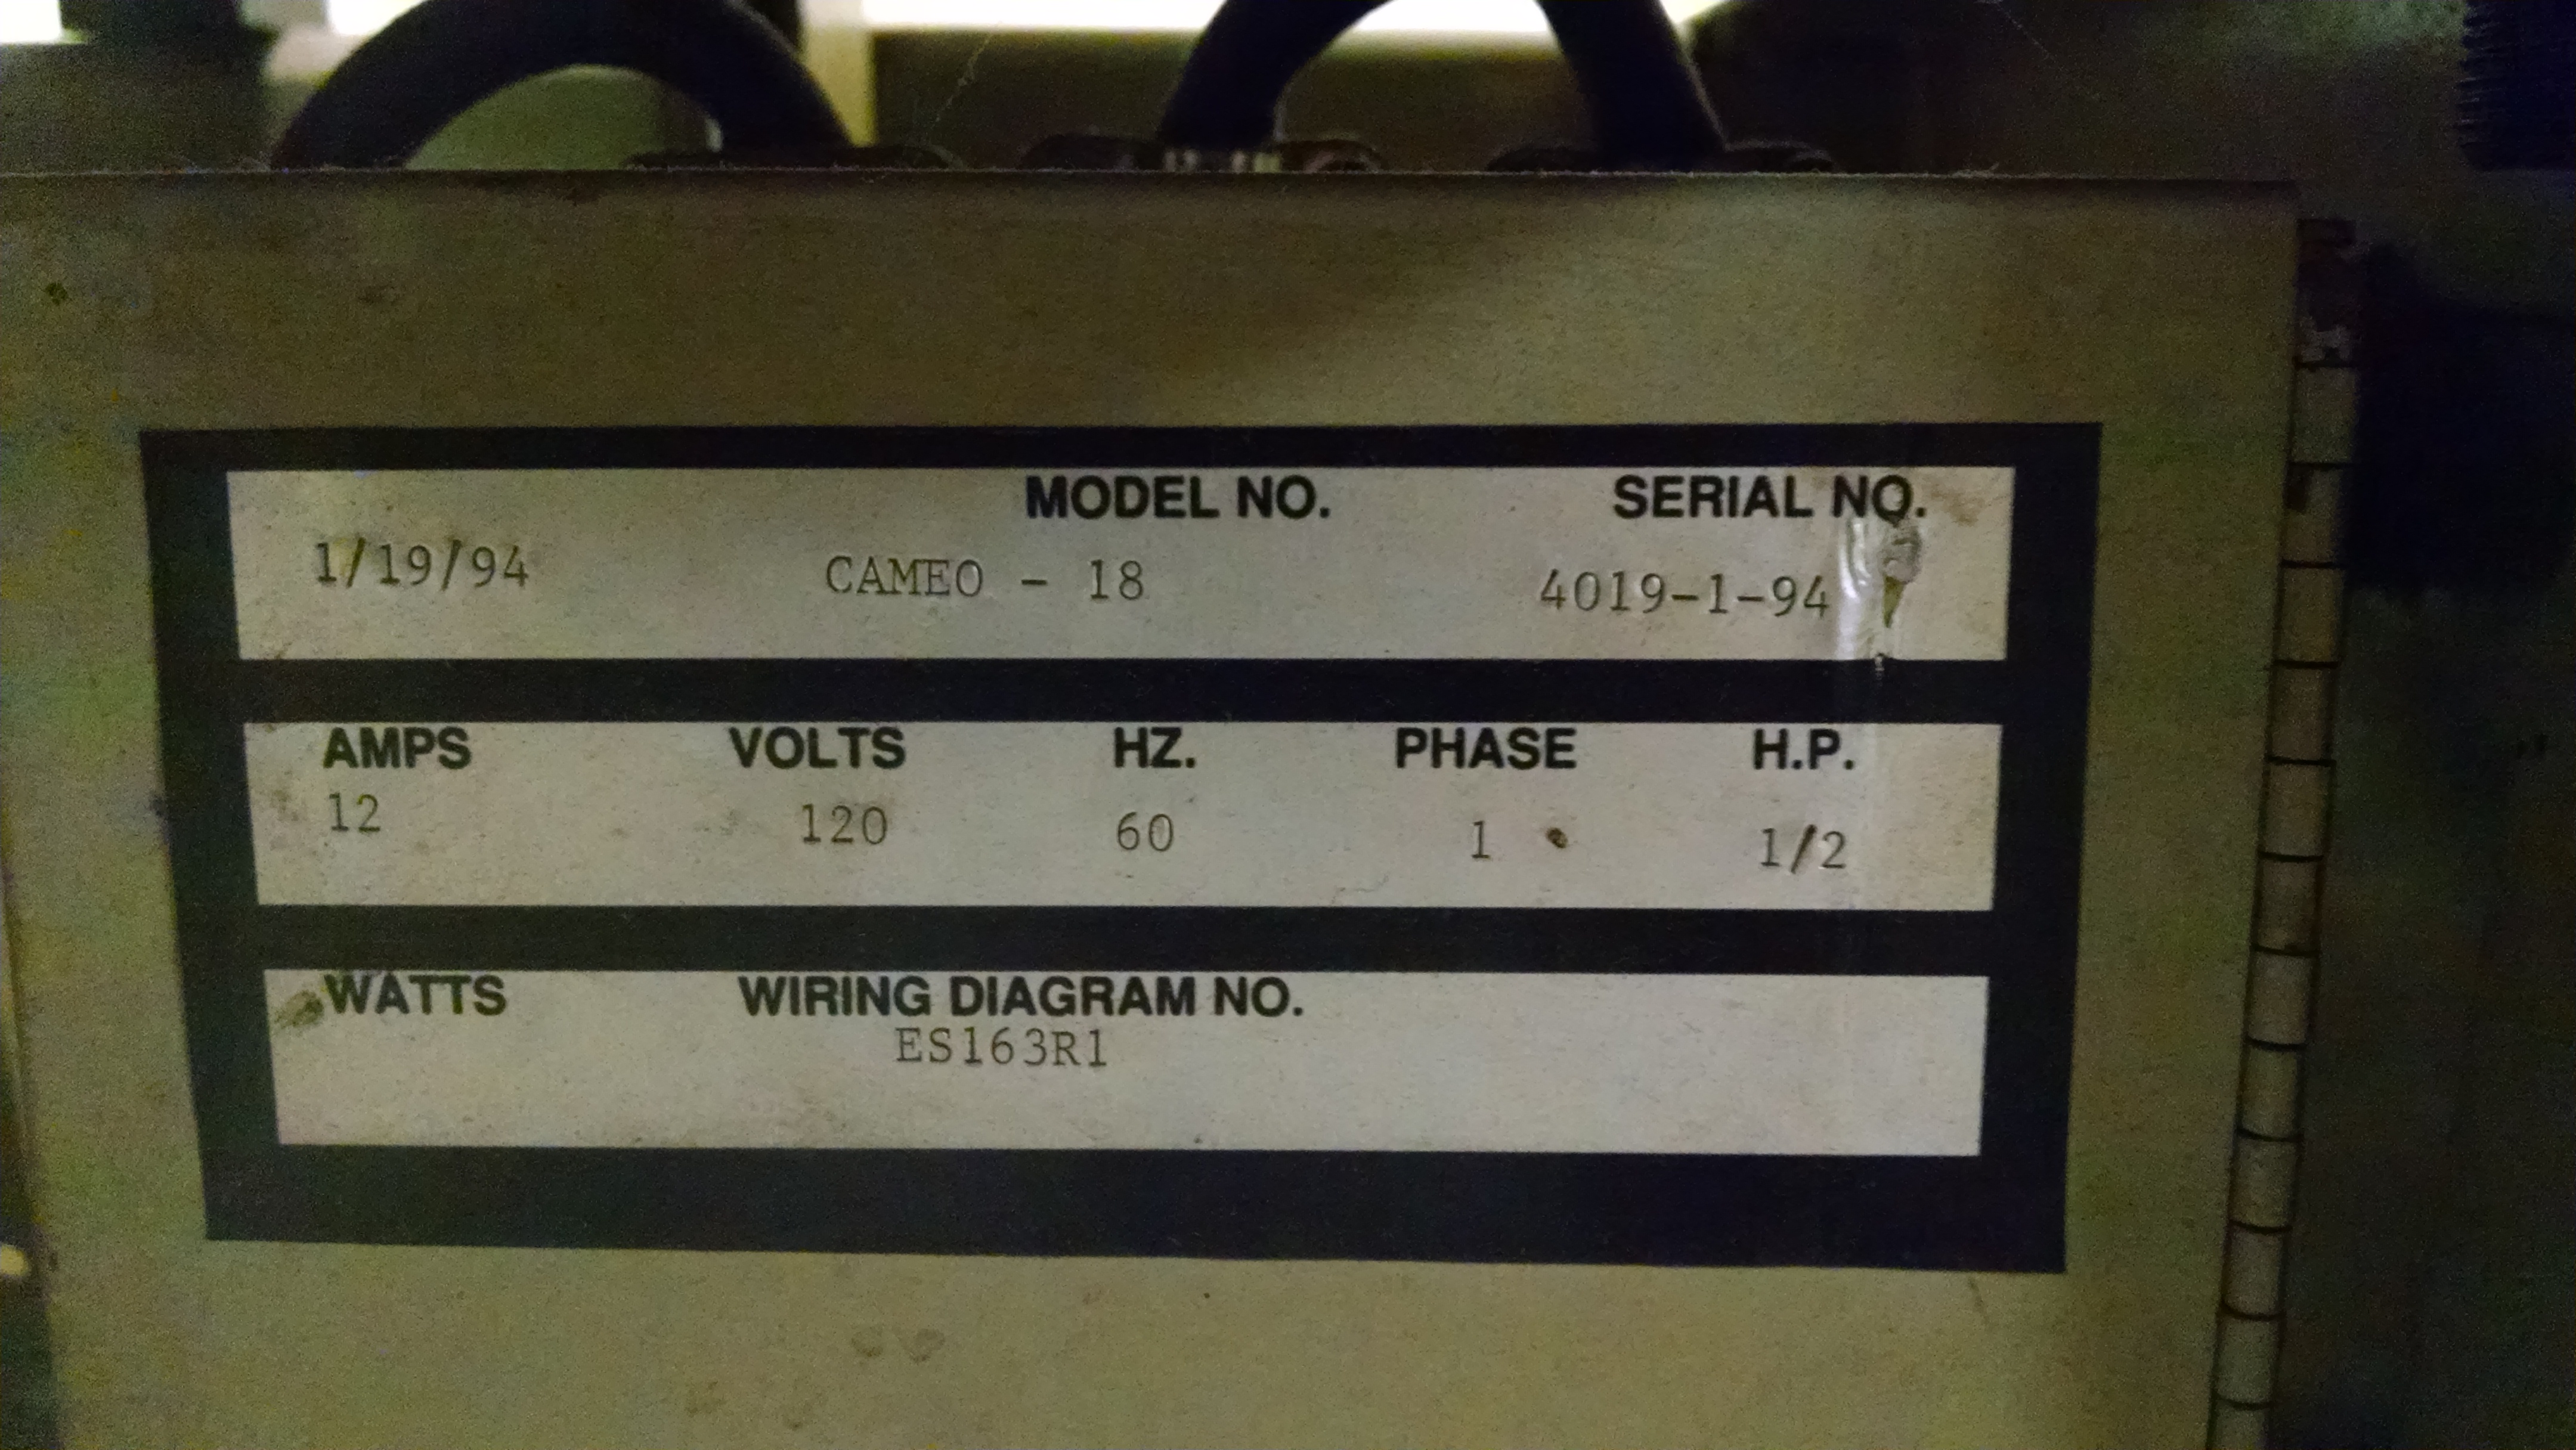 MODEL NO. SERIAL NO.
1/19/94 CAMEO - 18 4019-1-94
AMPS VOLTS HZ. PHASE H.P.
12 120 60 1 1/2
WATTS WIRING DIAGRAM NO.
ES163R1